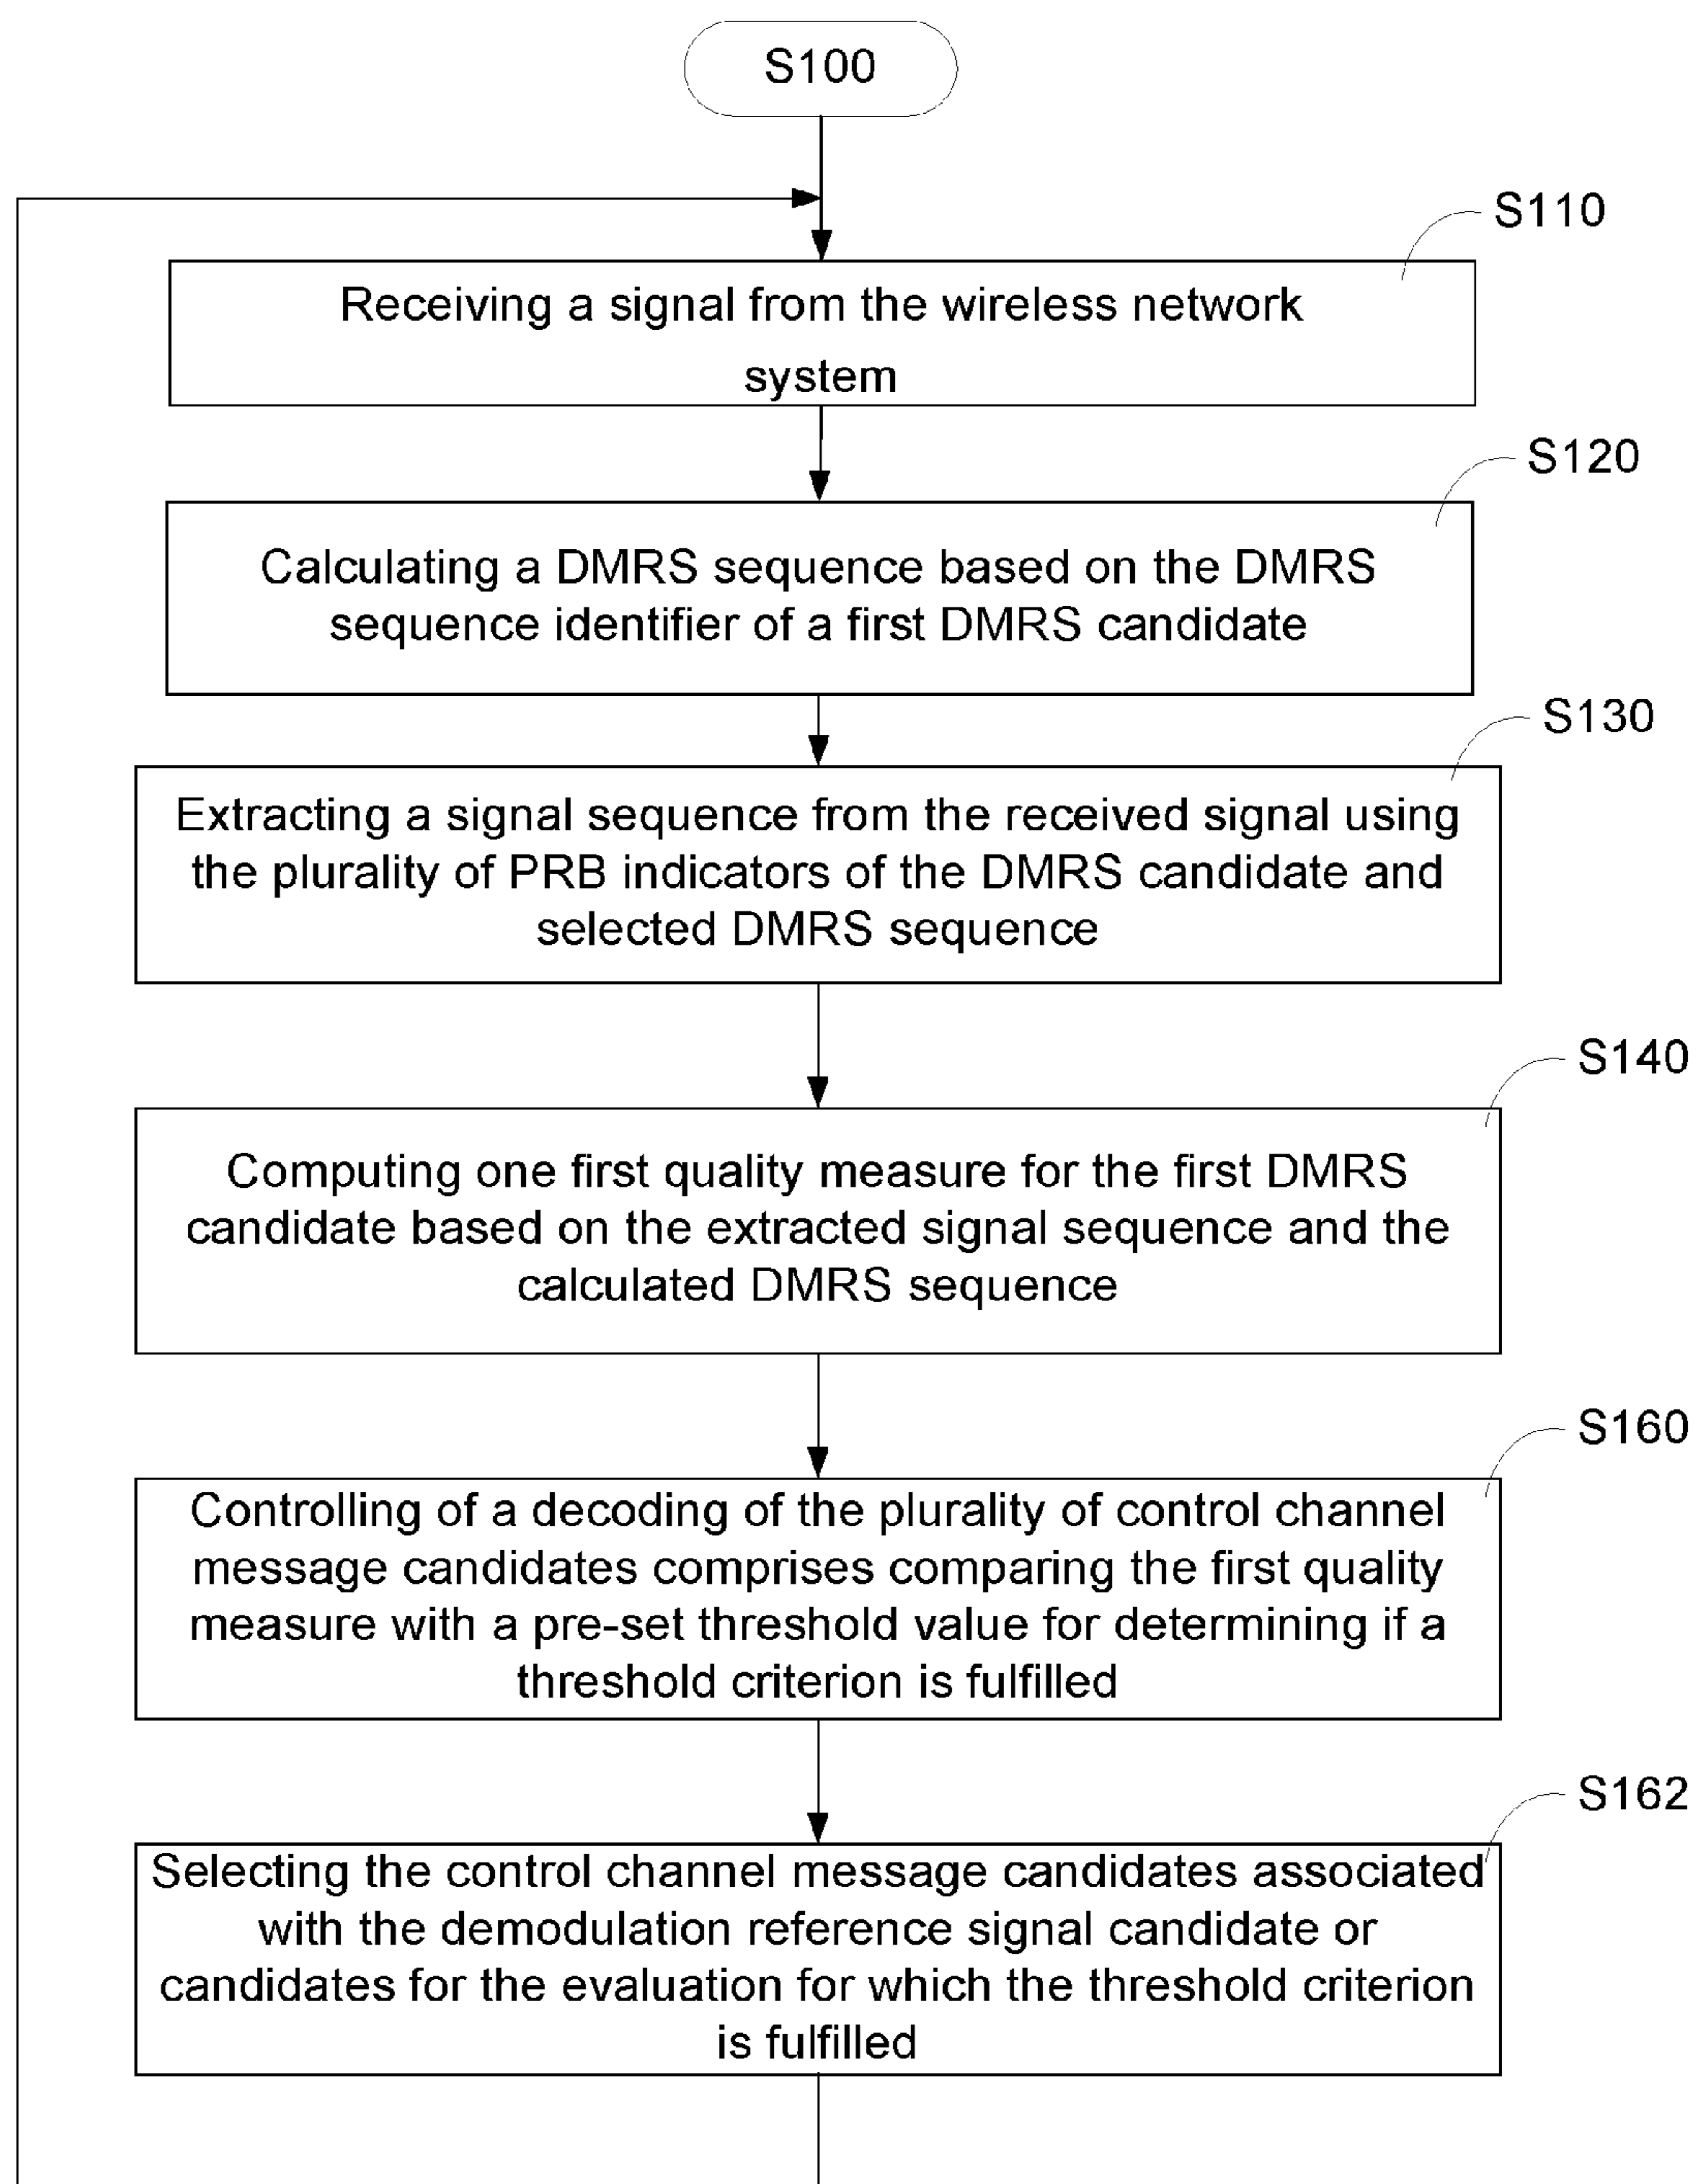 S100
S110
Receiving a signal from the wireless network
system
S120
Calculating a DMRS sequence based on the DMRS
sequence identifier of a first DMRS candidate
S130
Extracting a signal sequence from the received signal using
the plurality of PRB indicators of the DMRS candidate and
selected DMRS sequence
S140
Computing one first quality measure for the first DMRS
candidate based on the extracted signal sequence and the
calculated DMRS sequence
S160
Controlling of a decoding of the plurality of control channel
message candidates comprises comparing the first quality
measure with a pre-set threshold value for determining if a
threshold criterion is fulfilled
S162
Selecting the control channel message candidates associated
with the demodulation reference signal candidate or
candidates for the evaluation for which the threshold criterion
is fulfilled